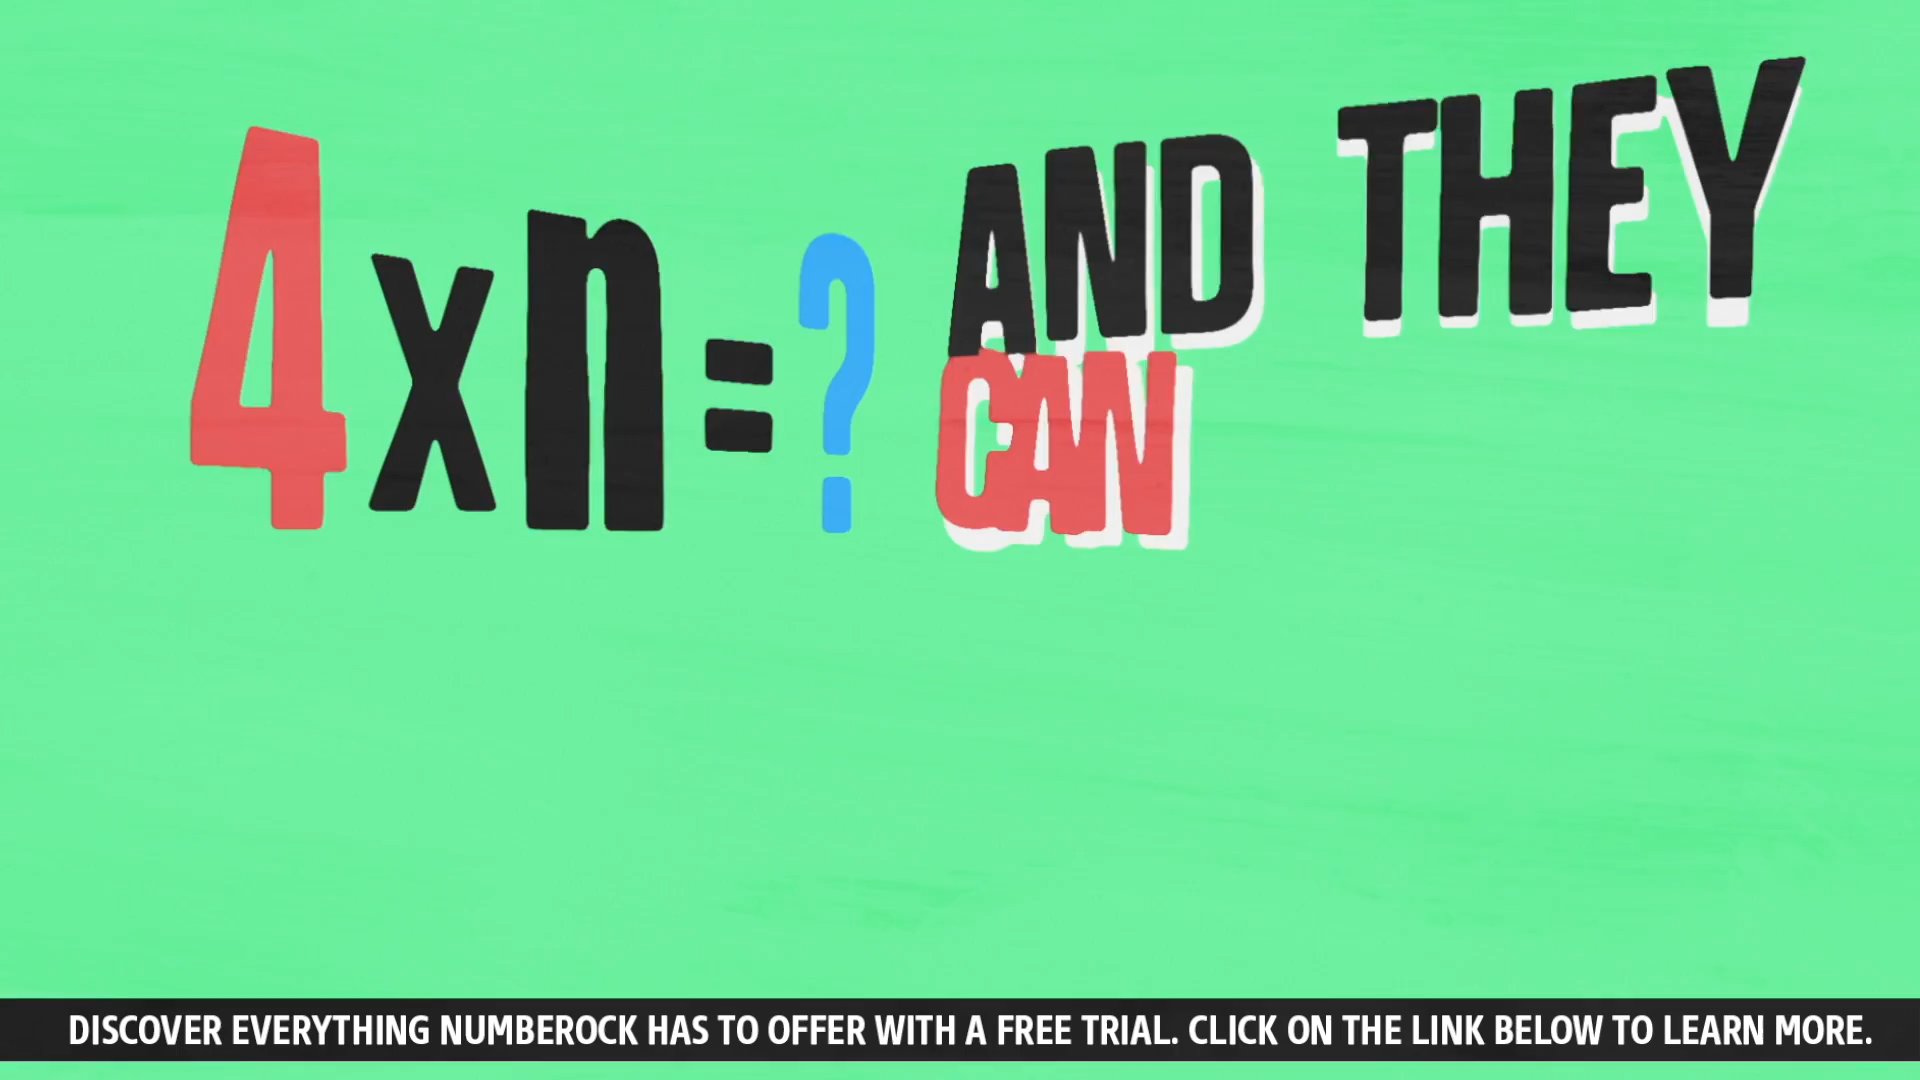 4xn=?
AND THEY
CAN
DISCOVER EVERYTHING NUMBEROCK HAS TO OFFER WITH A FREE TRIAL. CLICK ON THE LINK BELOW TO LEARN MORE.